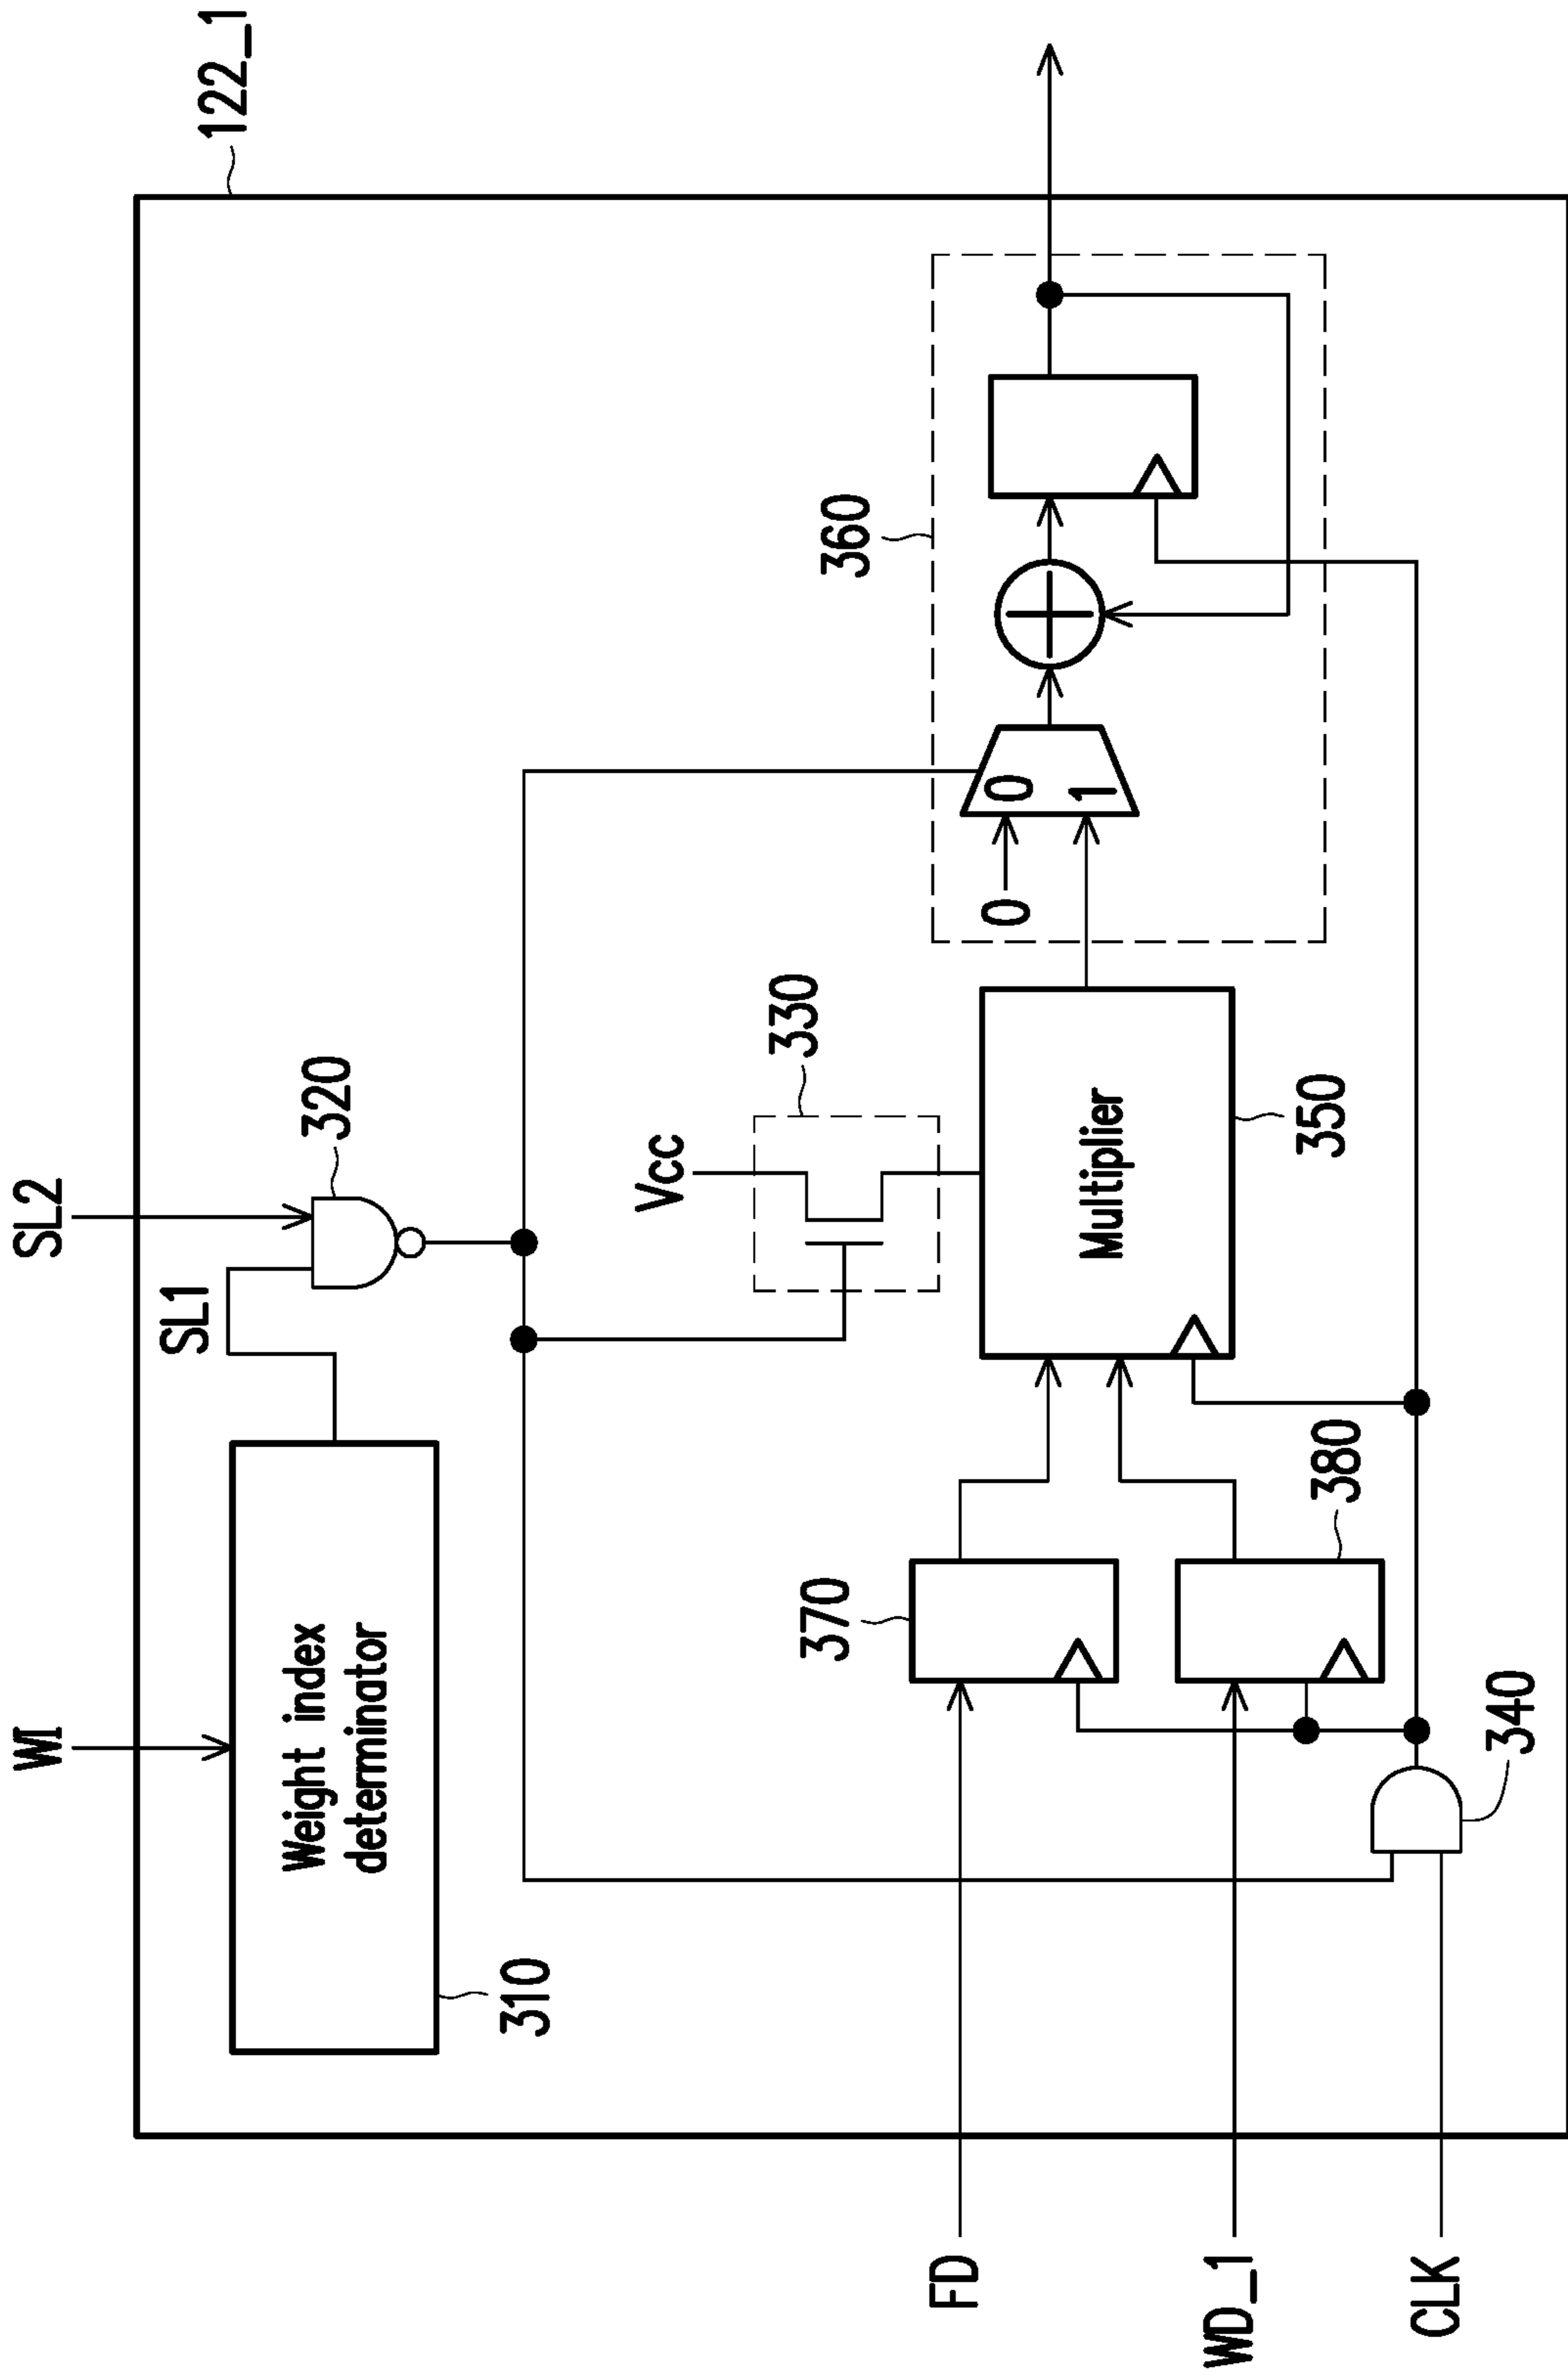 122_1
WI
SL2
SL1
320
Weight index
determinator
310
Vcc
330
360
0
0
1
Multiplier
350
370
380
340
FD
WD_1
CLK